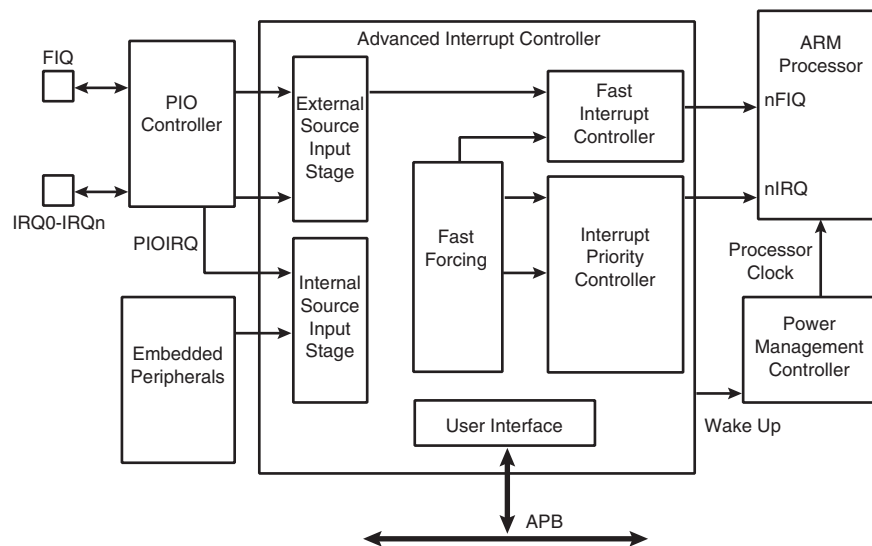 Advanced Interrupt Controller
FIQ
PIO
Controller
IRQ0-IRQn
PIOIRQ
Embedded
Peripherals
External
Source
Input
Stage
Internal
Source
Input
Stage
Fast
Forcing
Fast
Interrupt
Controller
Interrupt
Priority
Controller
User Interface
APB
ARM
Processor
nFIQ
nIRQ
Processor
Clock
Power
Management
Controller
Wake Up